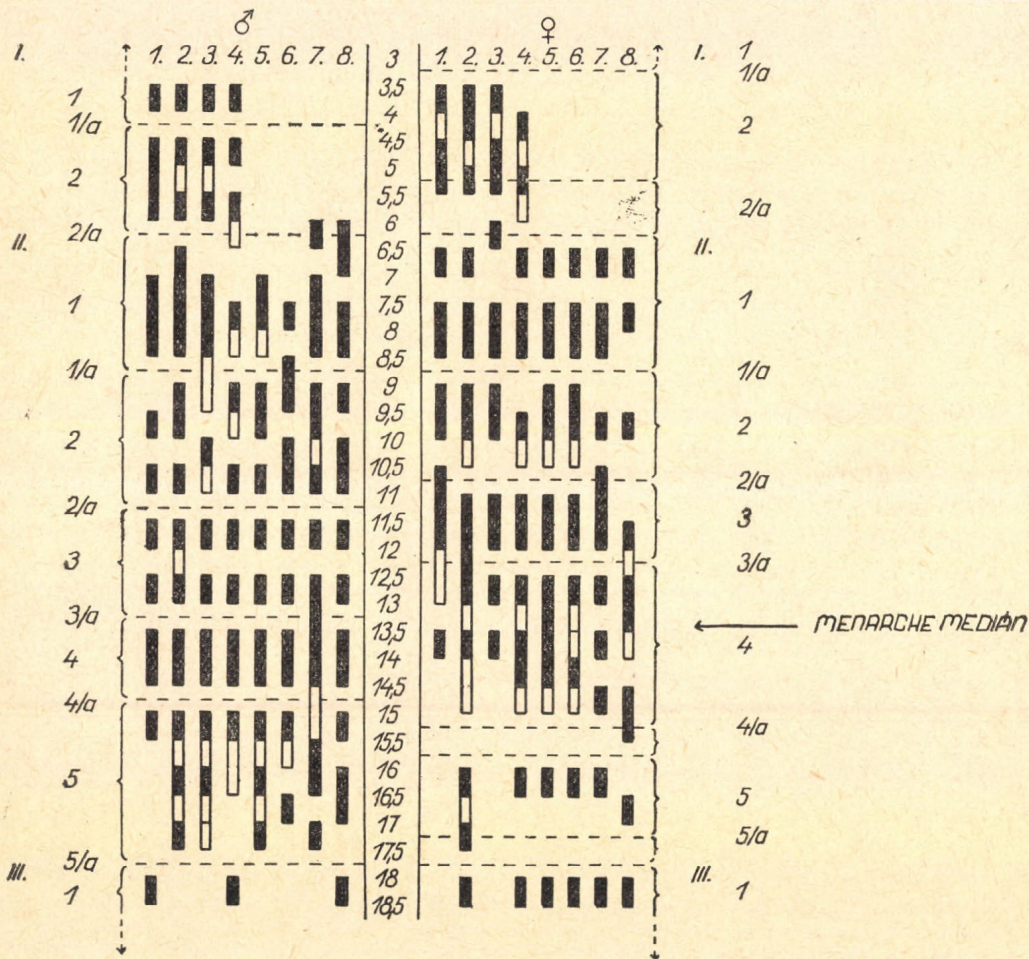 ♂ ♀
I. 1. 2. 3. 4. 5. 6. 7. 8. 3 1. 2. 3. 4. 5. 6. 7. 8. I. 1
1/a
3,5
1 4
1/a 4,5 2
2 5
5,5
6 2/a
2/a
II. 6,5 II.
7
1 7,5 1
8
8,5
1/a 1/a
9
9,5
2 10 2
10,5
2/a 11 2/a
11,5 3
3 12
12,5 3/a
13
3/a 13,5 MENARCHE MEDIÁN
4 14 4
14,5
4/a 15
15,5 4/a
16
5 16,5 5
17
17,5 5/a
5/a
III. 18 III.
1 18,5 1